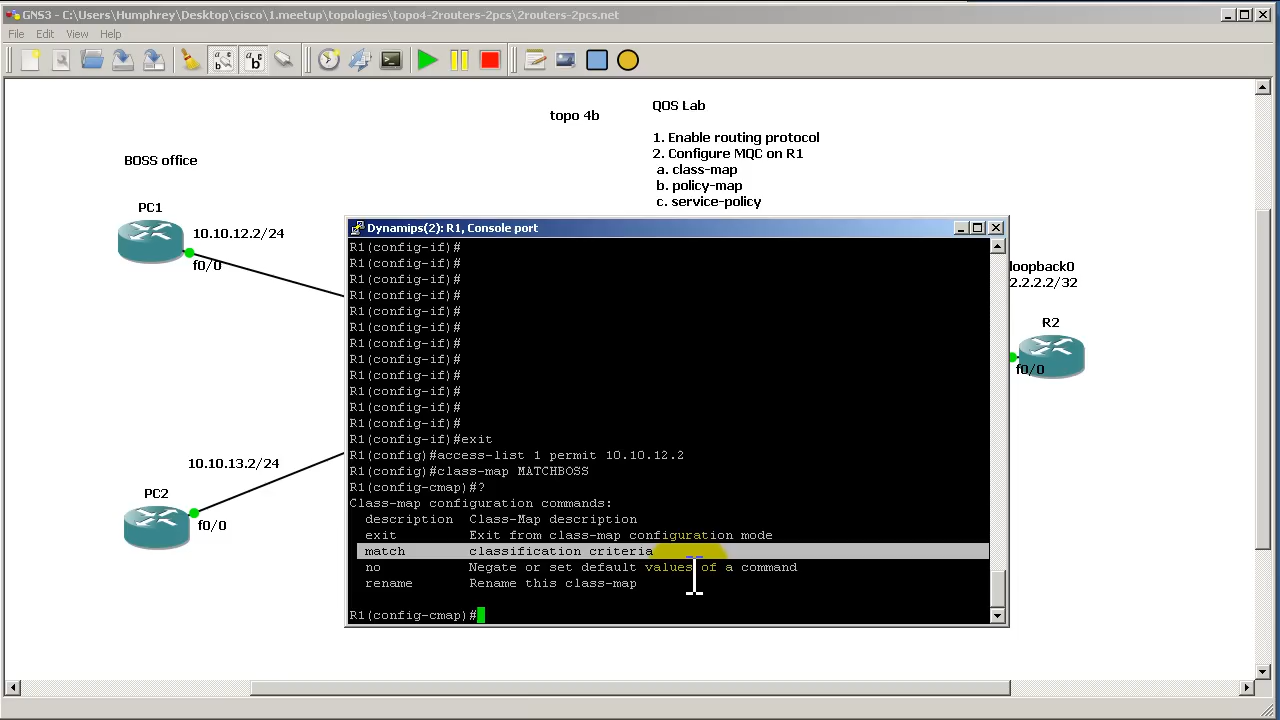 GNS3 - C:\Users\Humphrey\Desktop\cisco\1.meetup\topologies\topo4-2routers-2pcs\2routers-2pcs.net
File Edit View Help
QOS Lab
topo 4b
1. Enable routing protocol
2. Configure MQC on R1
a. class-map
b. policy-map
c. service-policy
BOSS office
PC1
10.10.12.2/24
f0/0
10.10.13.2/24
PC2
f0/0
loopback0
2.2.2.2/32
R2
f0/0
Dynamips(2): R1, Console port
R1(config-if)#
R1(config-if)#
R1(config-if)#
R1(config-if)#
R1(config-if)#
R1(config-if)#
R1(config-if)#
R1(config-if)#
R1(config-if)#
R1(config-if)#
R1(config-if)#
R1(config-if)#
R1(config-if)#exit
R1(config)#access-list 1 permit 10.10.12.2
R1(config)#class-map MATCHBOSS
R1(config-cmap)#?
Class-map configuration commands:
description Class-Map description
exit Exit from class-map configuration mode
match classification criteria
no Negate or set default values of a command
rename Rename this class-map
R1(config-cmap)#